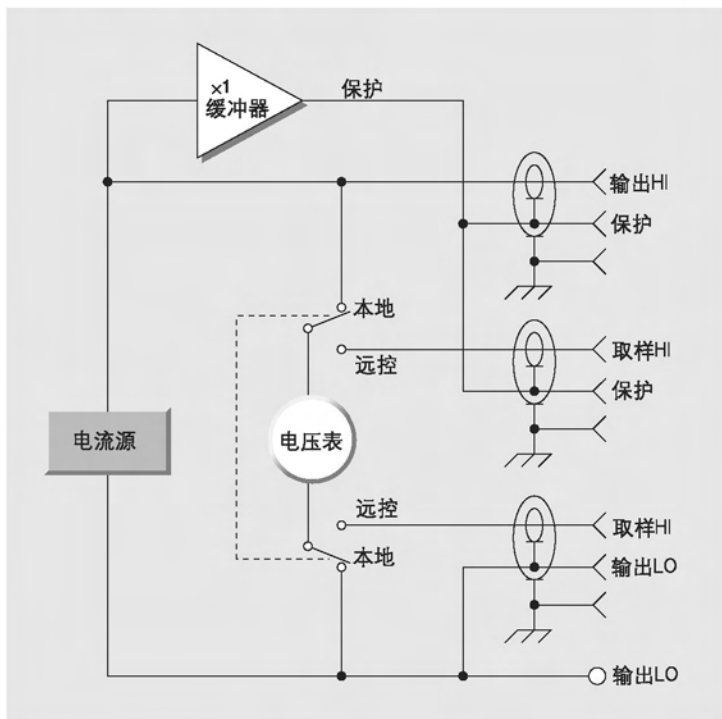 ×1
缓冲器
保护
输出HI
保护
本地
远控
取样HI
保护
电流源
电压表
远控
本地
取样HI
输出LO
输出LO